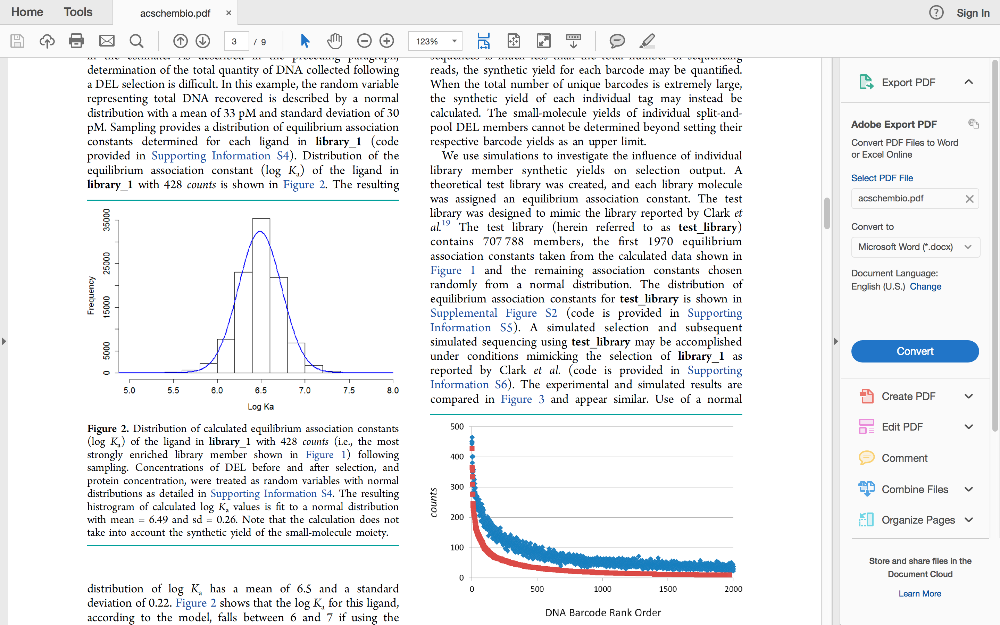 Home
Tools
acschembio.pdf
Sign In
3 / 9
123%
in the estimate. As described in the preceding paragraph,
determination of the total quantity of DNA collected following
a DEL selection is difficult. In this example, the random variable
representing total DNA recovered is described by a normal
distribution with a mean of 33 pM and standard deviation of 30
pM. Sampling provides a distribution of equilibrium association
constants determined for each ligand in library_1 (code
provided in Supporting Information S4). Distribution of the
equilibrium association constant (log Ka) of the ligand in
library_1 with 428 counts is shown in Figure 2. The resulting
35000
25000
15000
5000
0
Frequency
5.0 5.5 6.0 6.5 7.0 7.5 8.0
Log Ka
Figure 2. Distribution of calculated equilibrium association constants
(log Ka) of the ligand in library_1 with 428 counts (i.e., the most
strongly enriched library member shown in Figure 1) following
sampling. Concentrations of DEL before and after selection, and
protein concentration, were treated as random variables with normal
distributions as detailed in Supporting Information S4. The resulting
histrogram of calculated log Ka values is fit to a normal distribution
with mean = 6.49 and sd = 0.26. Note that the calculation does not
take into account the synthetic yield of the small-molecule moiety.
distribution of log Ka has a mean of 6.5 and a standard
deviation of 0.22. Figure 2 shows that the log Ka for this ligand,
according to the model, falls between 6 and 7 if using the
sequences is much less than the total number of sequencing
reads, the synthetic yield for each barcode may be quantified.
When the total number of unique barcodes is extremely large,
the synthetic yield of each individual tag may instead be
calculated. The small-molecule yields of individual split-and-
pool DEL members cannot be determined beyond setting their
respective barcode yields as an upper limit.
We use simulations to investigate the influence of individual
library member synthetic yields on selection output. A
theoretical test library was created, and each library molecule
was assigned an equilibrium association constant. The test
library was designed to mimic the library reported by Clark et
al.19 The test library (herein referred to as test_library)
contains 707 788 members, the first 1970 equilibrium
association constants taken from the calculated data shown in
Figure 1 and the remaining association constants chosen
randomly from a normal distribution. The distribution of
equilibrium association constants for test_library is shown in
Supplemental Figure S2 (code is provided in Supporting
Information S5). A simulated selection and subsequent
simulated sequencing using test_library may be accomplished
under conditions mimicking the selection of library_1 as
reported by Clark et al. (code is provided in Supporting
Information S6). The experimental and simulated results are
compared in Figure 3 and appear similar. Use of a normal
500
400
300
200
100
0
counts
0 500 1000 1500 2000
DNA Barcode Rank Order
Export PDF
Adobe Export PDF
Convert PDF Files to Word
or Excel Online
Select PDF File
acschembio.pdf
Convert to
Microsoft Word (*.docx)
Document Language:
English (U.S.) Change
Convert
Create PDF
Edit PDF
Comment
Combine Files
Organize Pages
Store and share files in the
Document Cloud
Learn More